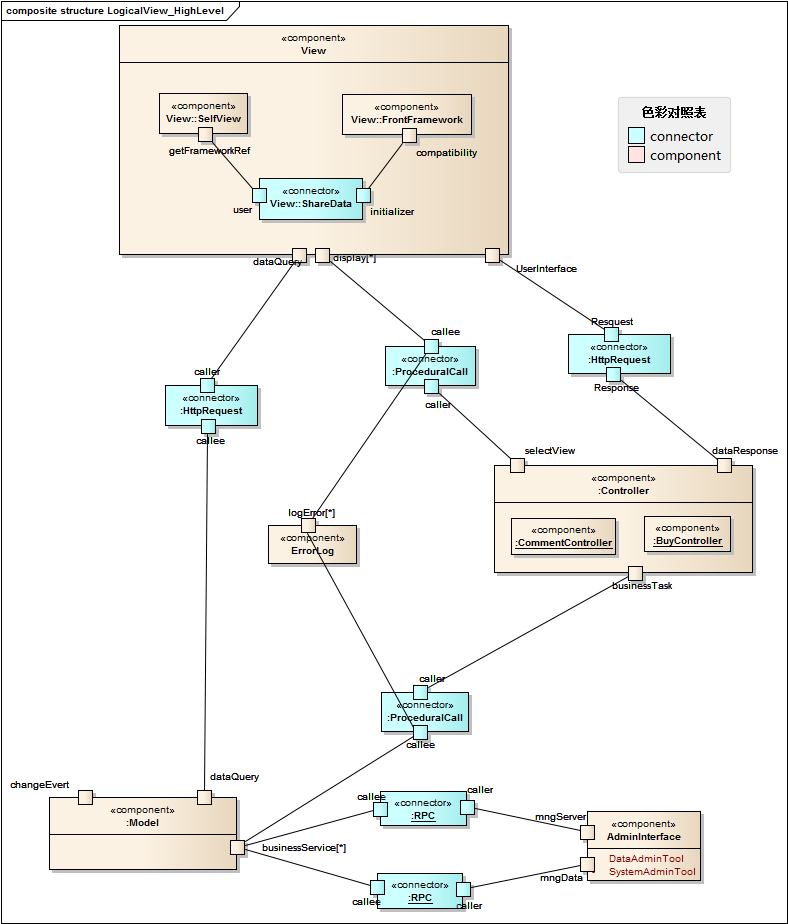 composite structure LogicalView_HighLevel
«component»
View
«component»
View::SelfView
«component»
View::FrontFramework
getFrameworkRef
compatibility
«connector»
View::ShareData
user
initializer
色彩对照表
connector
component
dataQuery
display[*]
UserInterface
Resquest
callee
«connector»
:HttpRequest
«connector»
:ProceduralCall
caller
Response
«connector»
:HttpRequest
caller
callee
selectView
dataResponse
«component»
:Controller
logError[*]
«component»
ErrorLog
«component»
:CommentController
«component»
:BuyController
businessTask
caller
«connector»
:ProceduralCall
callee
dataQuery
changeEvert
«component»
:Model
callee
«connector»
:RPC
caller
mngServer
«component»
AdminInterface
businessService[*]
DataAdminTool
SystemAdminTool
mngData
«connector»
:RPC
callee
caller